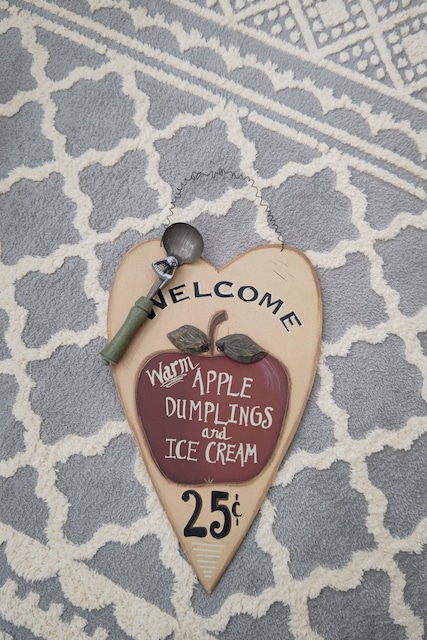 WELCOME
Warm
APPLE
DUMPLINGS
and
ICE CREAM
25¢